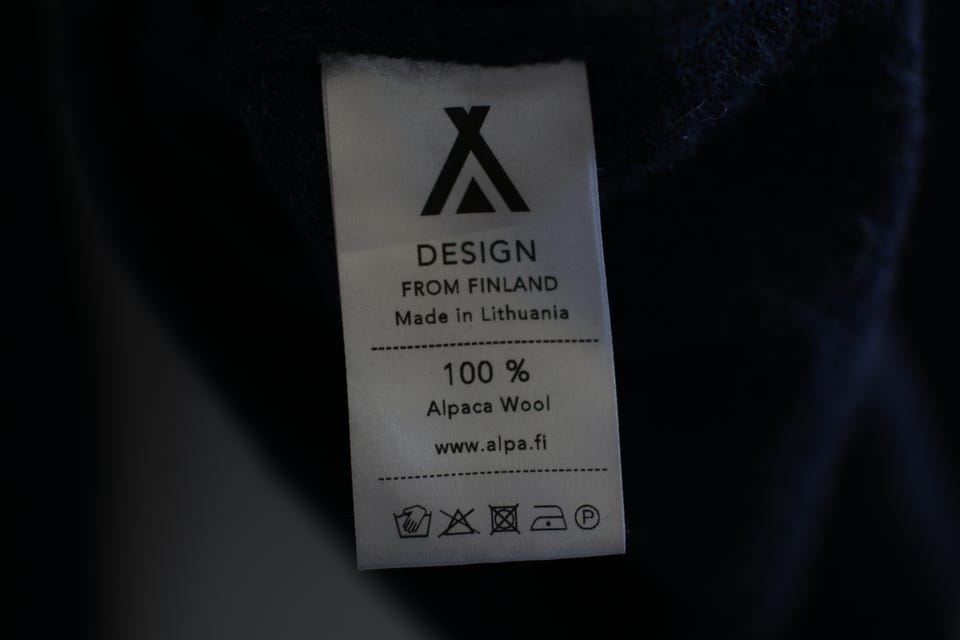 DESIGN
FROM FINLAND
Made in Lithuania
100 %
Alpaca Wool
www.alpa.fi
P